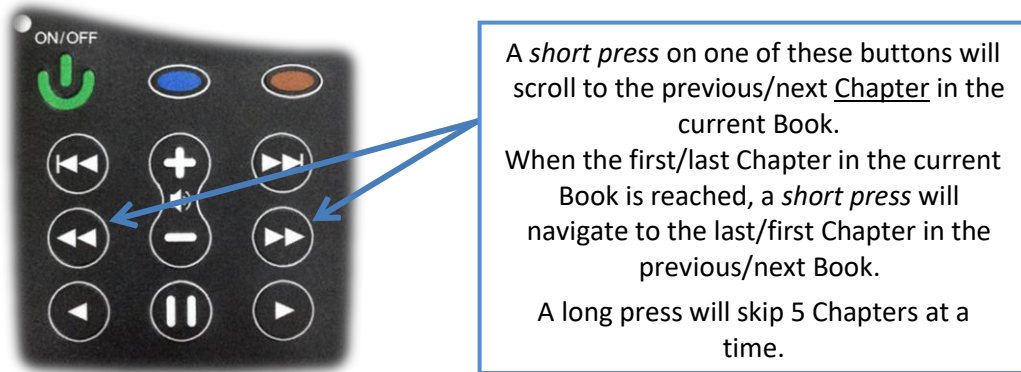 ON/OFF
A short press on one of these buttons will
scroll to the previous/next Chapter in the
current Book.
When the first/last Chapter in the current
Book is reached, a short press will
navigate to the last/first Chapter in the
previous/next Book.
A long press will skip 5 Chapters at a
time.